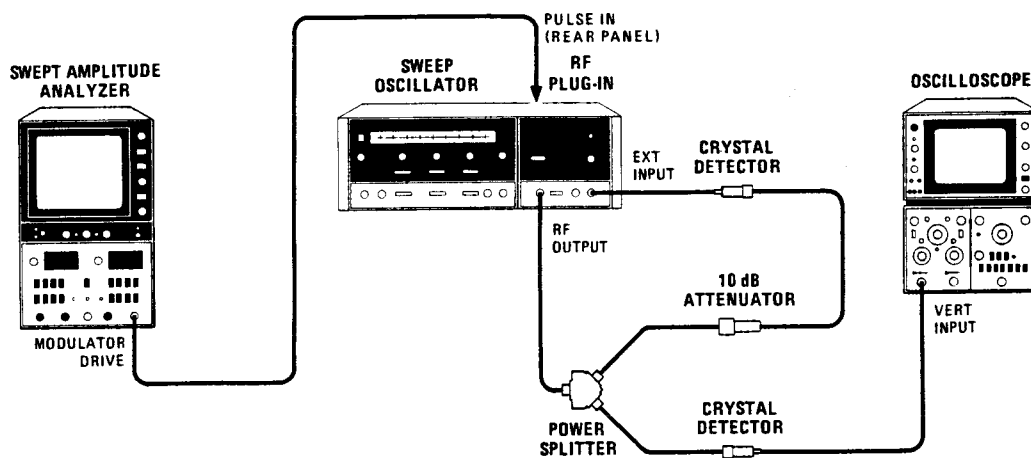 PULSE IN
(REAR PANEL)
SWEPT AMPLITUDE
ANALYZER
SWEEP
OSCILLATOR
RF
PLUG-IN
OSCILLOSCOPE
EXT
INPUT
CRYSTAL
DETECTOR
RF
OUTPUT
10 dB
ATTENUATOR
MODULATOR
DRIVE
VERT
INPUT
POWER
SPLITTER
CRYSTAL
DETECTOR